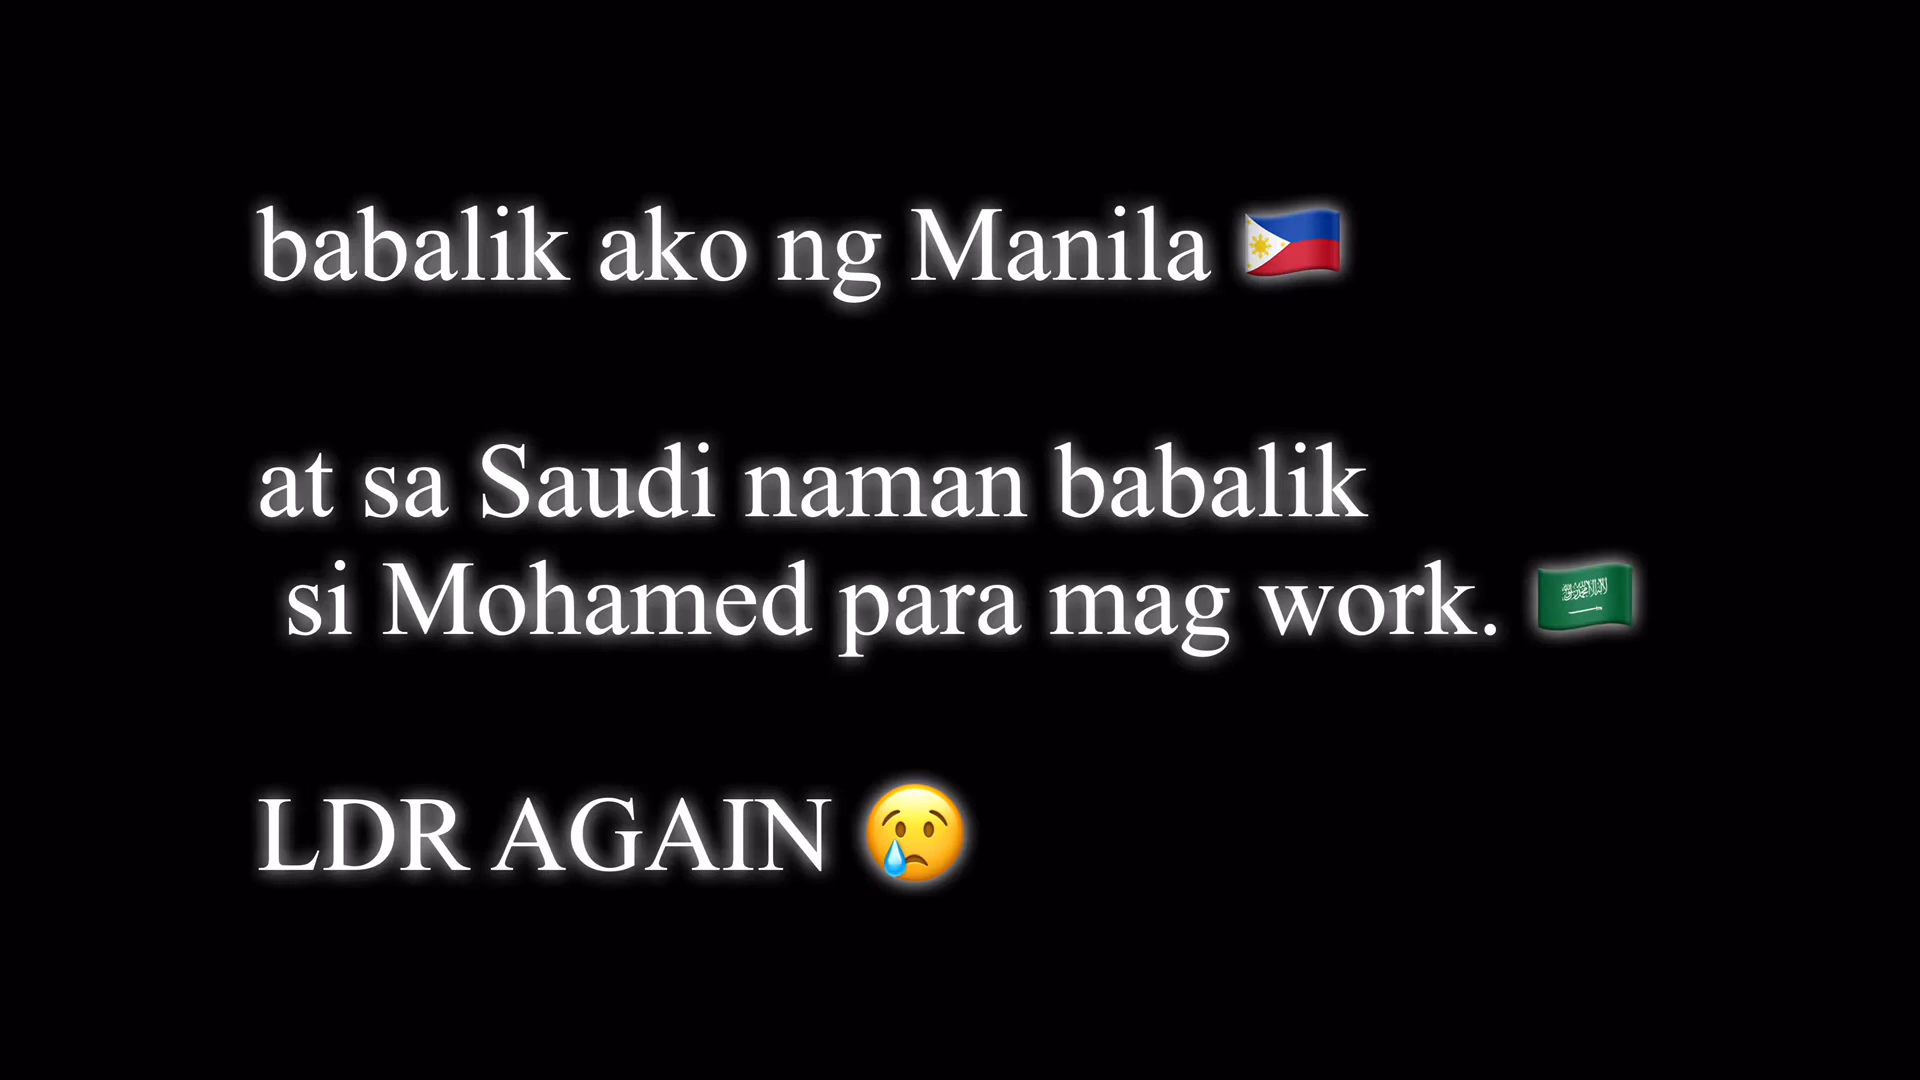 babalik ako ng Manila 🇵🇭
at sa Saudi naman babalik
si Mohamed para mag work. 🇸🇦
LDR AGAIN 😢